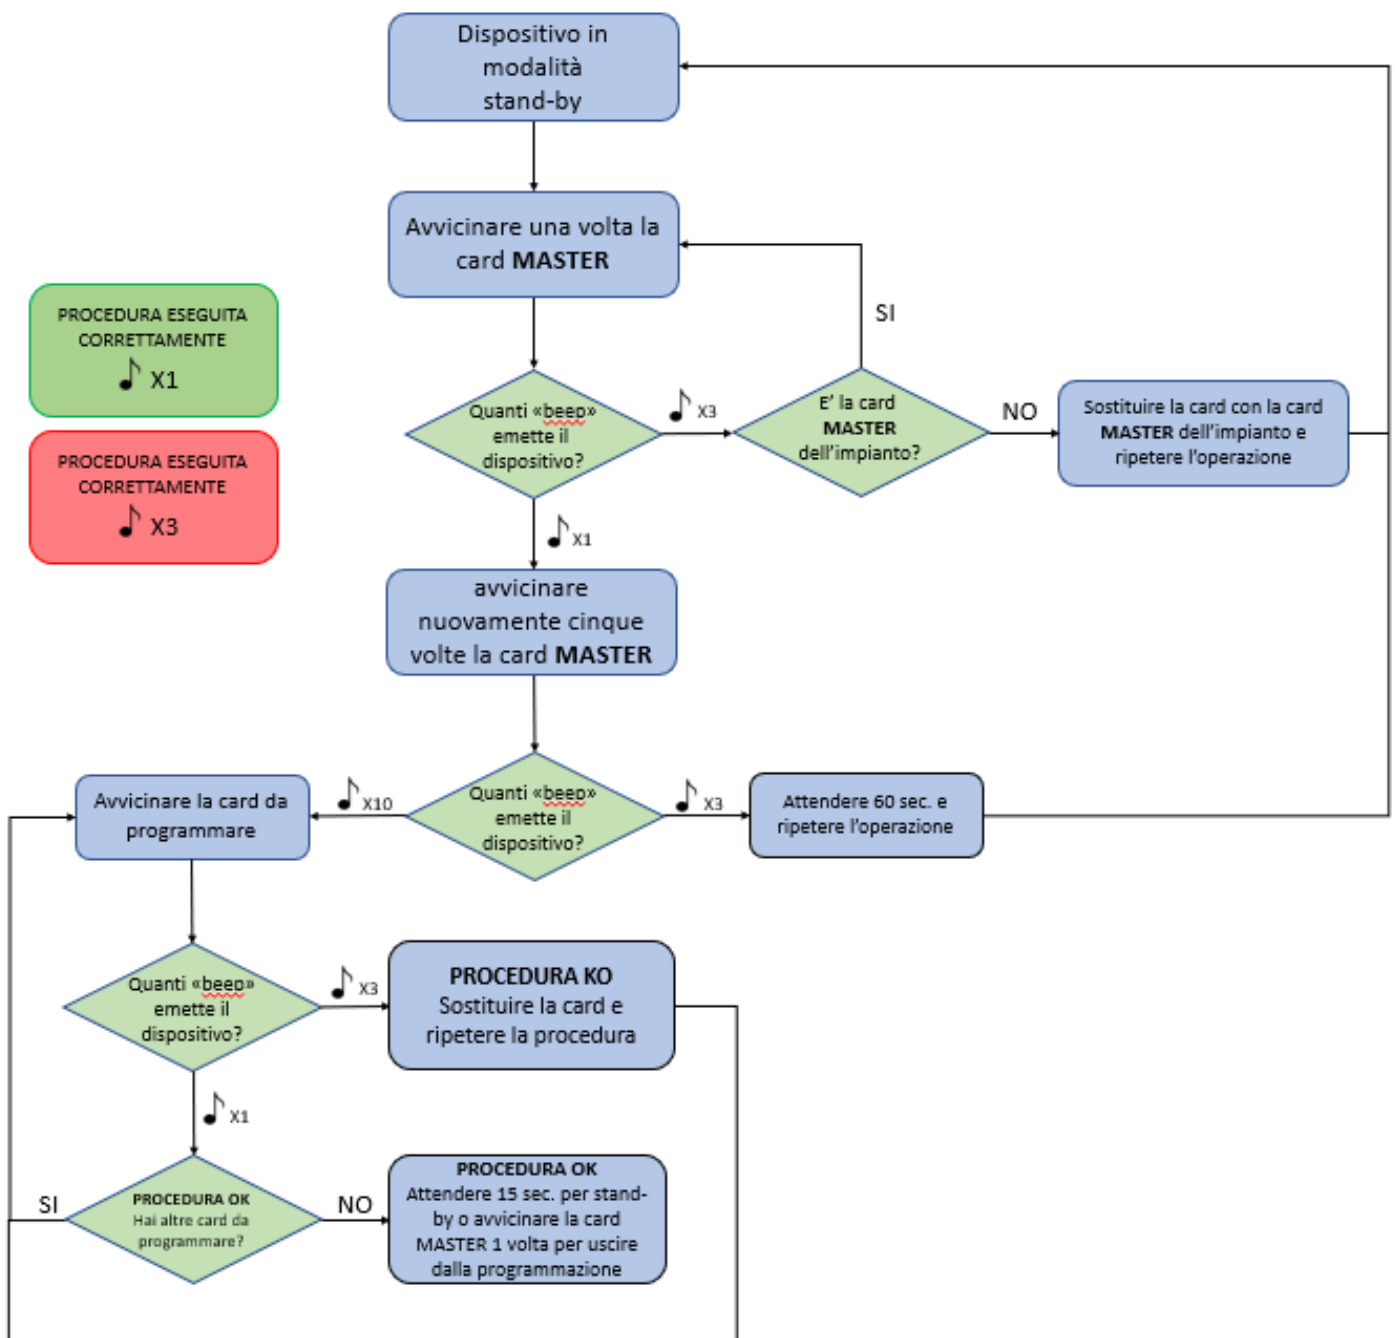 Dispositivo in
modalità
stand-by
Avvicinare una volta la
card MASTER
SI
PROCEDURA ESEGUITA
CORRETTAMENTE
X1
Quanti «beep»
emette il
dispositivo?
X3
E' la card
MASTER
dell'impianto?
NO
Sostituire la card con la card
MASTER dell'impianto e
ripetere l'operazione
PROCEDURA ESEGUITA
CORRETTAMENTE
X3
X1
avvicinare
nuovamente cinque
volte la card MASTER
Avvicinare la card da
programmare
X10
Quanti «beep»
emette il
dispositivo?
X3
Attendere 60 sec. e
ripetere l'operazione
Quanti «beep»
emette il
dispositivo?
X3
PROCEDURA KO
Sostituire la card e
ripetere la procedura
X1
SI
PROCEDURA OK
Hai altre card da
programmare?
NO
PROCEDURA OK
Attendere 15 sec. per stand-
by o avvicinare la card
MASTER 1 volta per uscire
dalla programmazione